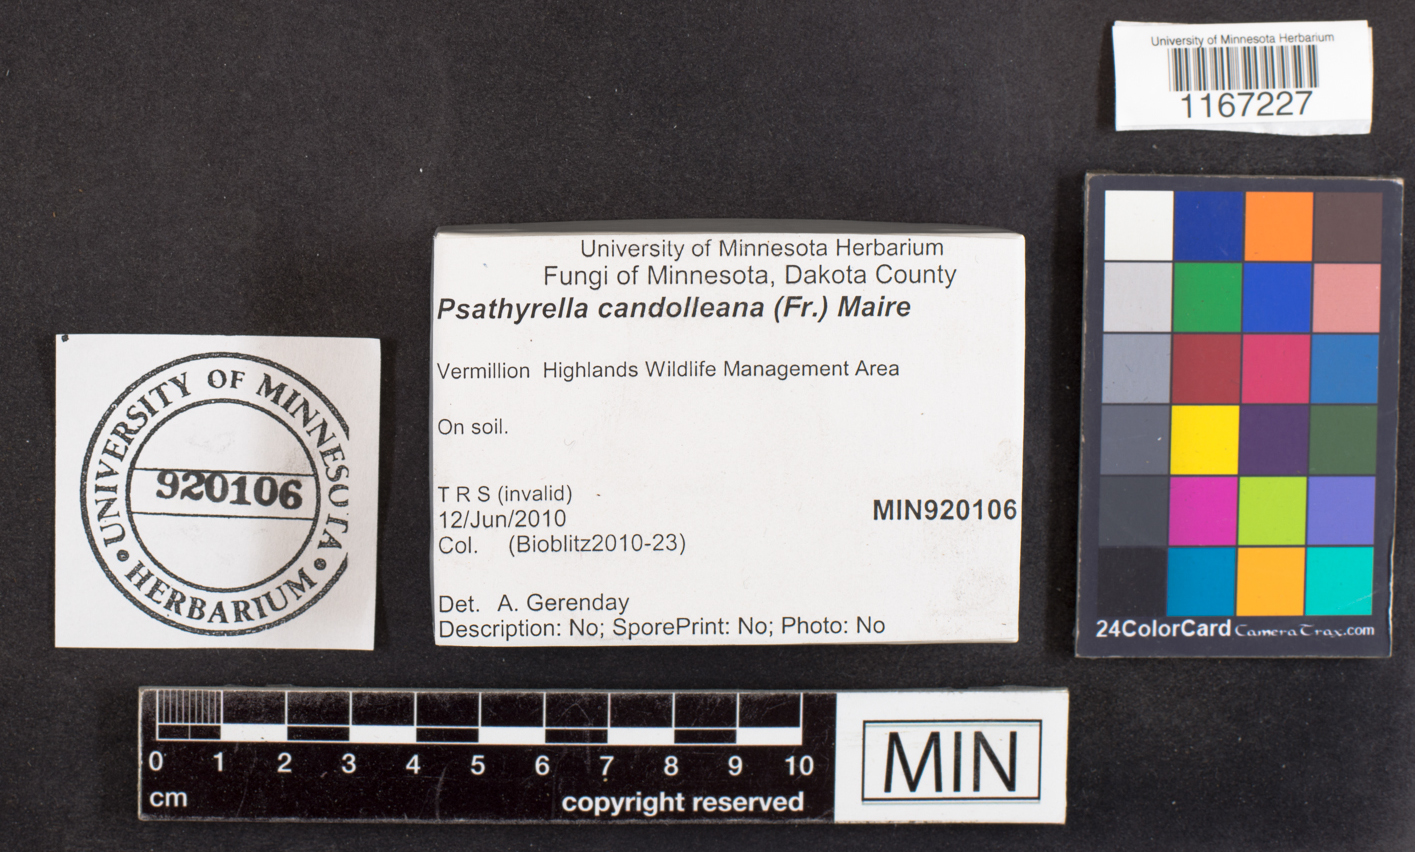 University of Minnesota Herbarium
1167227
University of Minnesota Herbarium
Fungi of Minnesota, Dakota County
Psathyrella candolleana (Fr.) Maire
Vermillion Highlands Wildlife Management Area
On soil.
T R S (invalid)
12/Jun/2010
MIN920106
Col. (Bioblitz2010-23)
Det. A. Gerenday
Description: No; SporePrint: No; Photo: No
UNIVERSITY OF MINNESOTA
920106
• HERBARIUM •
24ColorCard CameraTrax.com
0 1 2 3 4 5 6 7 8 9 10
cm
copyright reserved
MIN